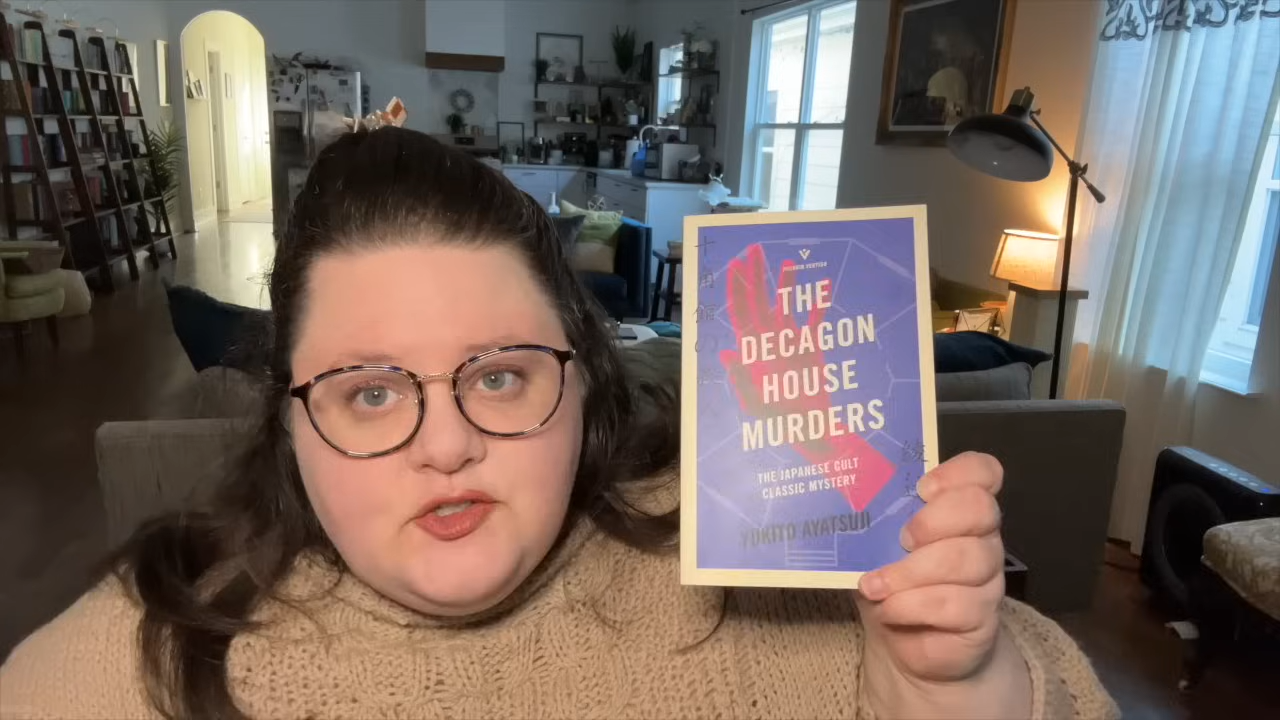 THE
DECAGON
HOUSE
MURDERS
THE JAPANESE CULT
CLASSIC MYSTERY
YUKITO AYATSUJI